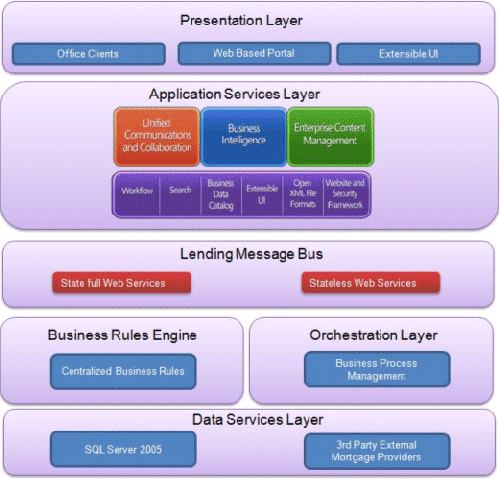 Presentation Layer
Office Clients
Web Based Portal
Extensible UI
Application Services Layer
Unified
Communications
and Collaboration
Business
Intelligence
Enterprise Content
Management
Workflow
Search
Business
Data
Catalog
Extensible
UI
Open
XML File
Formats
Website and
Security
Framework
Lending Message Bus
State full Web Services
Stateless Web Services
Business Rules Engine
Orchestration Layer
Centralized Business Rules
Business Process
Management
Data Services Layer
SQL Server 2005
3rd Party External
Mortgage Providers